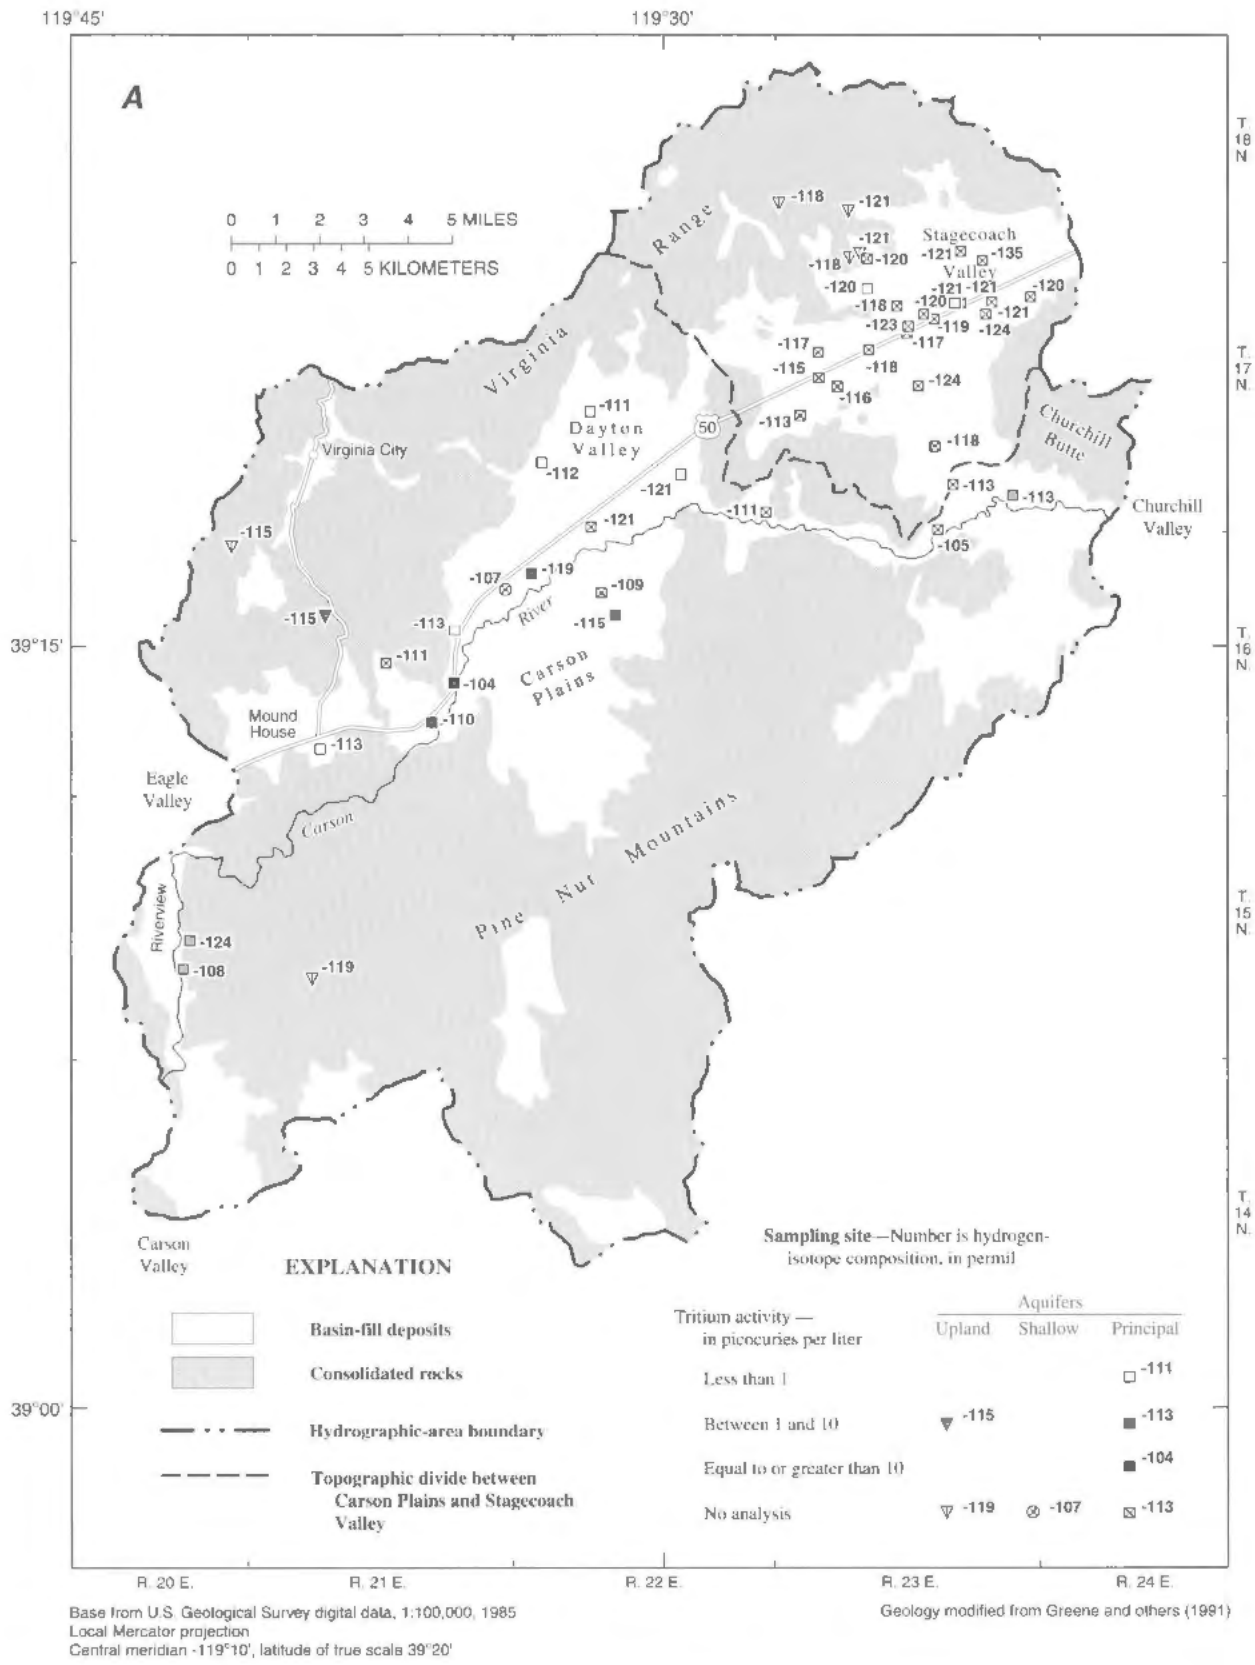 119°45'
119°30'
A
T. 18 N
0 1 2 3 4 5 MILES
0 1 2 3 4 5 KILOMETERS
Range
-118
-121
-121
-118
-120
Stagecoach
Valley
-121
-135
-120
-121
-121
-120
-118
-120
-121
-123
-119
-124
-117
-117
-118
-115
-116
-124
-113
T. 17 N.
Virginia
-111
Dayton
Valley
50
Churchill
Butte
Virginia City
-112
-121
-118
-113
-113
Churchill
Valley
-111
-105
-115
-121
-119
-107
-109
River
-115
-113
-115
39°15'
T. 16 N.
-111
Carson
Plains
-104
Mound
House
-110
-113
Eagle
Valley
Carson
Pine Nut Mountains
T. 15 N.
Riverview
-124
-108
-119
T. 14 N.
Carson
Valley
EXPLANATION
Basin-fill deposits
Consolidated rocks
Hydrographic-area boundary
Topographic divide between
Carson Plains and Stagecoach
Valley
Sampling site—Number is hydrogen-
isotope composition, in permil
Aquifers
Tritium activity —
in picocuries per liter
Upland Shallow Principal
Less than 1 -111
Between 1 and 10 -115 -113
Equal to or greater than 10 -104
No analysis -119 -107 -113
39°00'
R. 20 E. R. 21 E. R. 22 E. R. 23 E. R. 24 E.
Base from U.S. Geological Survey digital data, 1:100,000, 1985
Local Mercator projection
Central meridian -119°10', latitude of true scale 39°20'
Geology modified from Greene and others (1991)